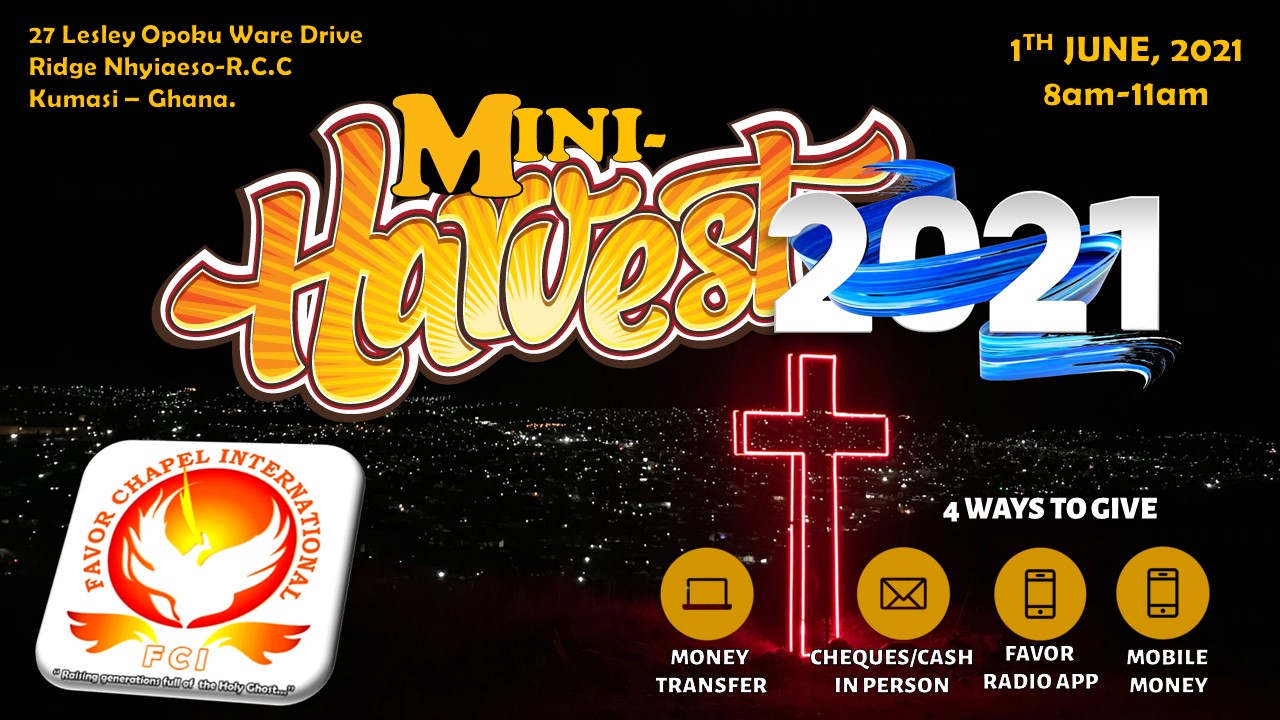 27 Lesley Opoku Ware Drive
Ridge Nhyiaeso-R.C.C
Kumasi – Ghana.
1TH JUNE, 2021
8am-11am
MINI-
Harvest
2021
FAVOR CHAPEL INTERNATIONAL
FCI
“Raising generations full of the Holy Ghost...”
4 WAYS TO GIVE
MONEY
TRANSFER
CHEQUES/CASH
IN PERSON
FAVOR
RADIO APP
MOBILE
MONEY